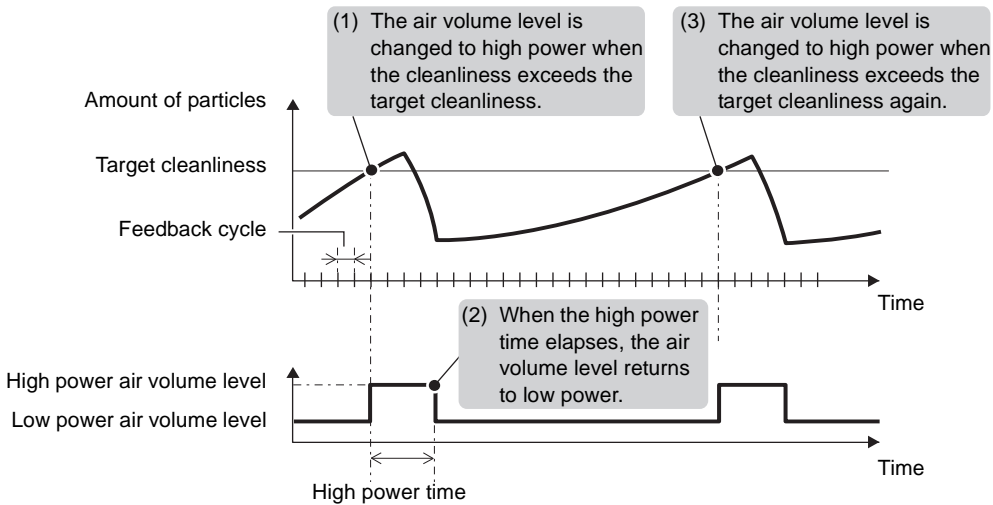 (1) The air volume level is
changed to high power when
the cleanliness exceeds the
target cleanliness.
(3) The air volume level is
changed to high power when
the cleanliness exceeds the
target cleanliness again.
Amount of particles
Target cleanliness
Feedback cycle
Time
(2) When the high power
time elapses, the air
volume level returns
to low power.
High power air volume level
Low power air volume level
Time
High power time